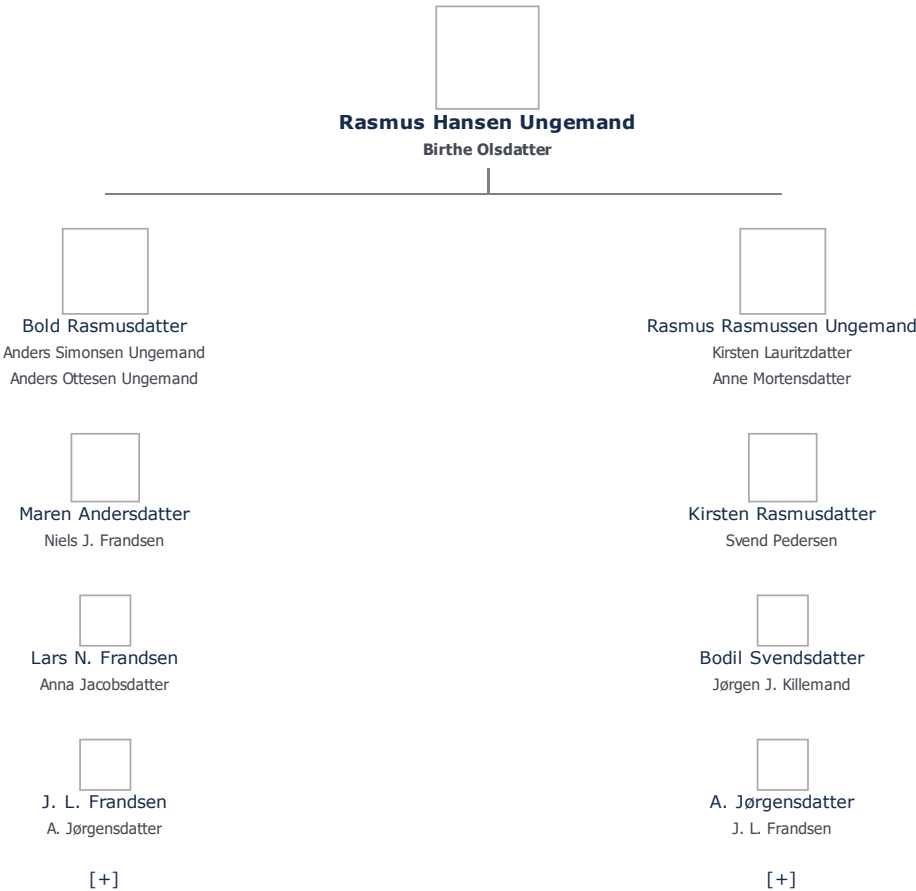 Rasmus Hansen Ungemand
Birthe Olsdatter
Bold Rasmusdatter
Anders Simonsen Ungemand
Anders Ottesen Ungemand
Rasmus Rasmussen Ungemand
Kirsten Lauritzdatter
Anne Mortensdatter
Maren Andersdatter
Niels J. Frandsen
Kirsten Rasmusdatter
Svend Pedersen
Lars N. Frandsen
Anna Jacobsdatter
Bodil Svendsdatter
Jørgen J. Killemand
J. L. Frandsen
A. Jørgensdatter
[+]
A. Jørgensdatter
J. L. Frandsen
[+]